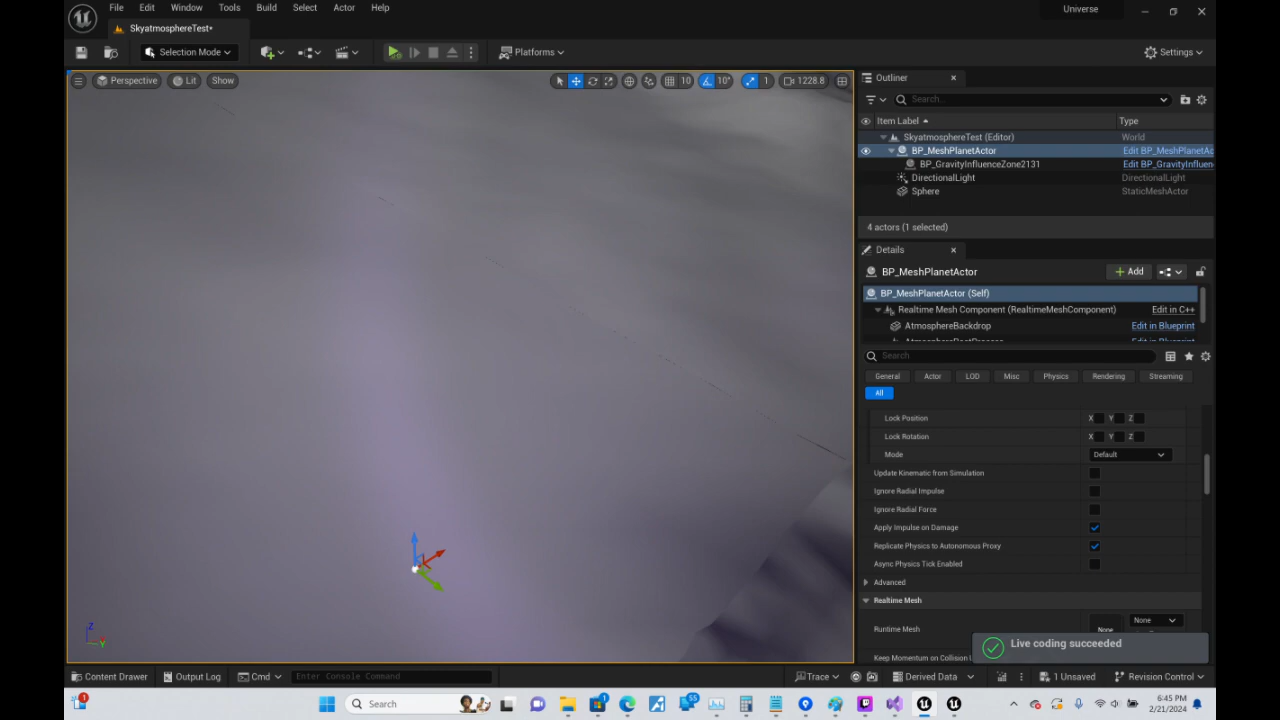 File Edit Window Tools Build Select Actor Help
Universe
SkyatmosphereTest*
Selection Mode
Platforms
Settings
Perspective Lit Show
10 10° 1 1228.8
Outliner
Search...
Item Label Type
SkyatmosphereTest (Editor) World
BP_MeshPlanetActor Edit BP_MeshPlanetAc
BP_GravityInfluenceZone2131 Edit BP_GravityInfluen
DirectionalLight DirectionalLight
Sphere StaticMeshActor
4 actors (1 selected)
Details
BP_MeshPlanetActor
Add
BP_MeshPlanetActor (Self)
Realtime Mesh Component (RealtimeMeshComponent) Edit in C++
AtmosphereBackdrop Edit in Blueprint
Search
General Actor LOD Misc Physics Rendering Streaming
All
Lock Position X Y Z
Lock Rotation X Y Z
Mode Default
Update Kinematic from Simulation
Ignore Radial Impulse
Ignore Radial Force
Apply Impulse on Damage
Replicate Physics to Autonomous Proxy
Async Physics Tick Enabled
Advanced
Realtime Mesh
Runtime Mesh None None
Keep Momentum on Collision
Live coding succeeded
Z
Y
Content Drawer Output Log Cmd Enter Console Command
Trace Derived Data 1 Unsaved Revision Control
1 Search 1 55
6:45 PM
2/21/2024